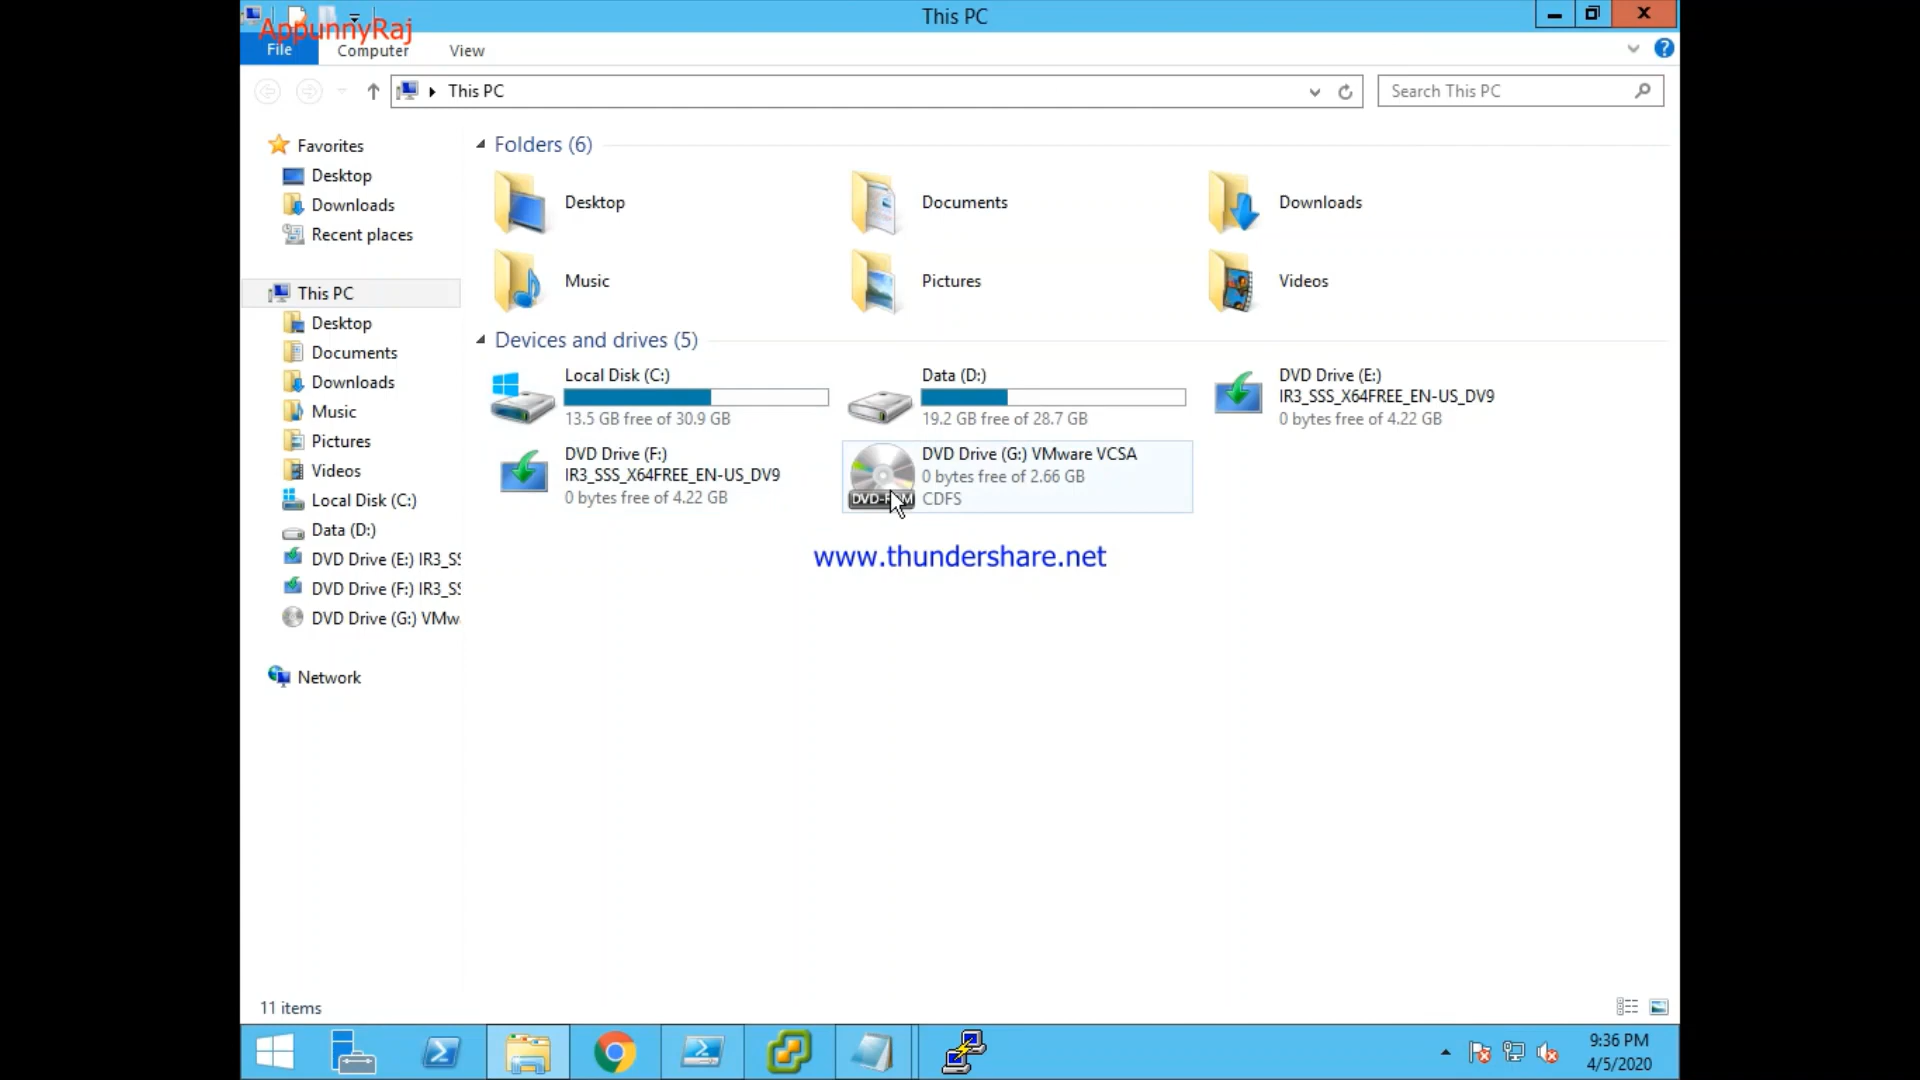 This PC
AppunnyRaj
File
Computer
View
This PC
Search This PC
Favorites
Desktop
Downloads
Recent places
This PC
Desktop
Documents
Downloads
Music
Pictures
Videos
Local Disk (C:)
Data (D:)
DVD Drive (E:) IR3_SS
DVD Drive (F:) IR3_SS
DVD Drive (G:) VMw
Network
Folders (6)
Desktop
Documents
Downloads
Music
Pictures
Videos
Devices and drives (5)
Local Disk (C:)
13.5 GB free of 30.9 GB
Data (D:)
19.2 GB free of 28.7 GB
DVD Drive (E:)
IR3_SSS_X64FREE_EN-US_DV9
0 bytes free of 4.22 GB
DVD Drive (F:)
IR3_SSS_X64FREE_EN-US_DV9
0 bytes free of 4.22 GB
DVD-ROM
DVD Drive (G:) VMware VCSA
0 bytes free of 2.66 GB
CDFS
www.thundershare.net
11 items
9:36 PM
4/5/2020